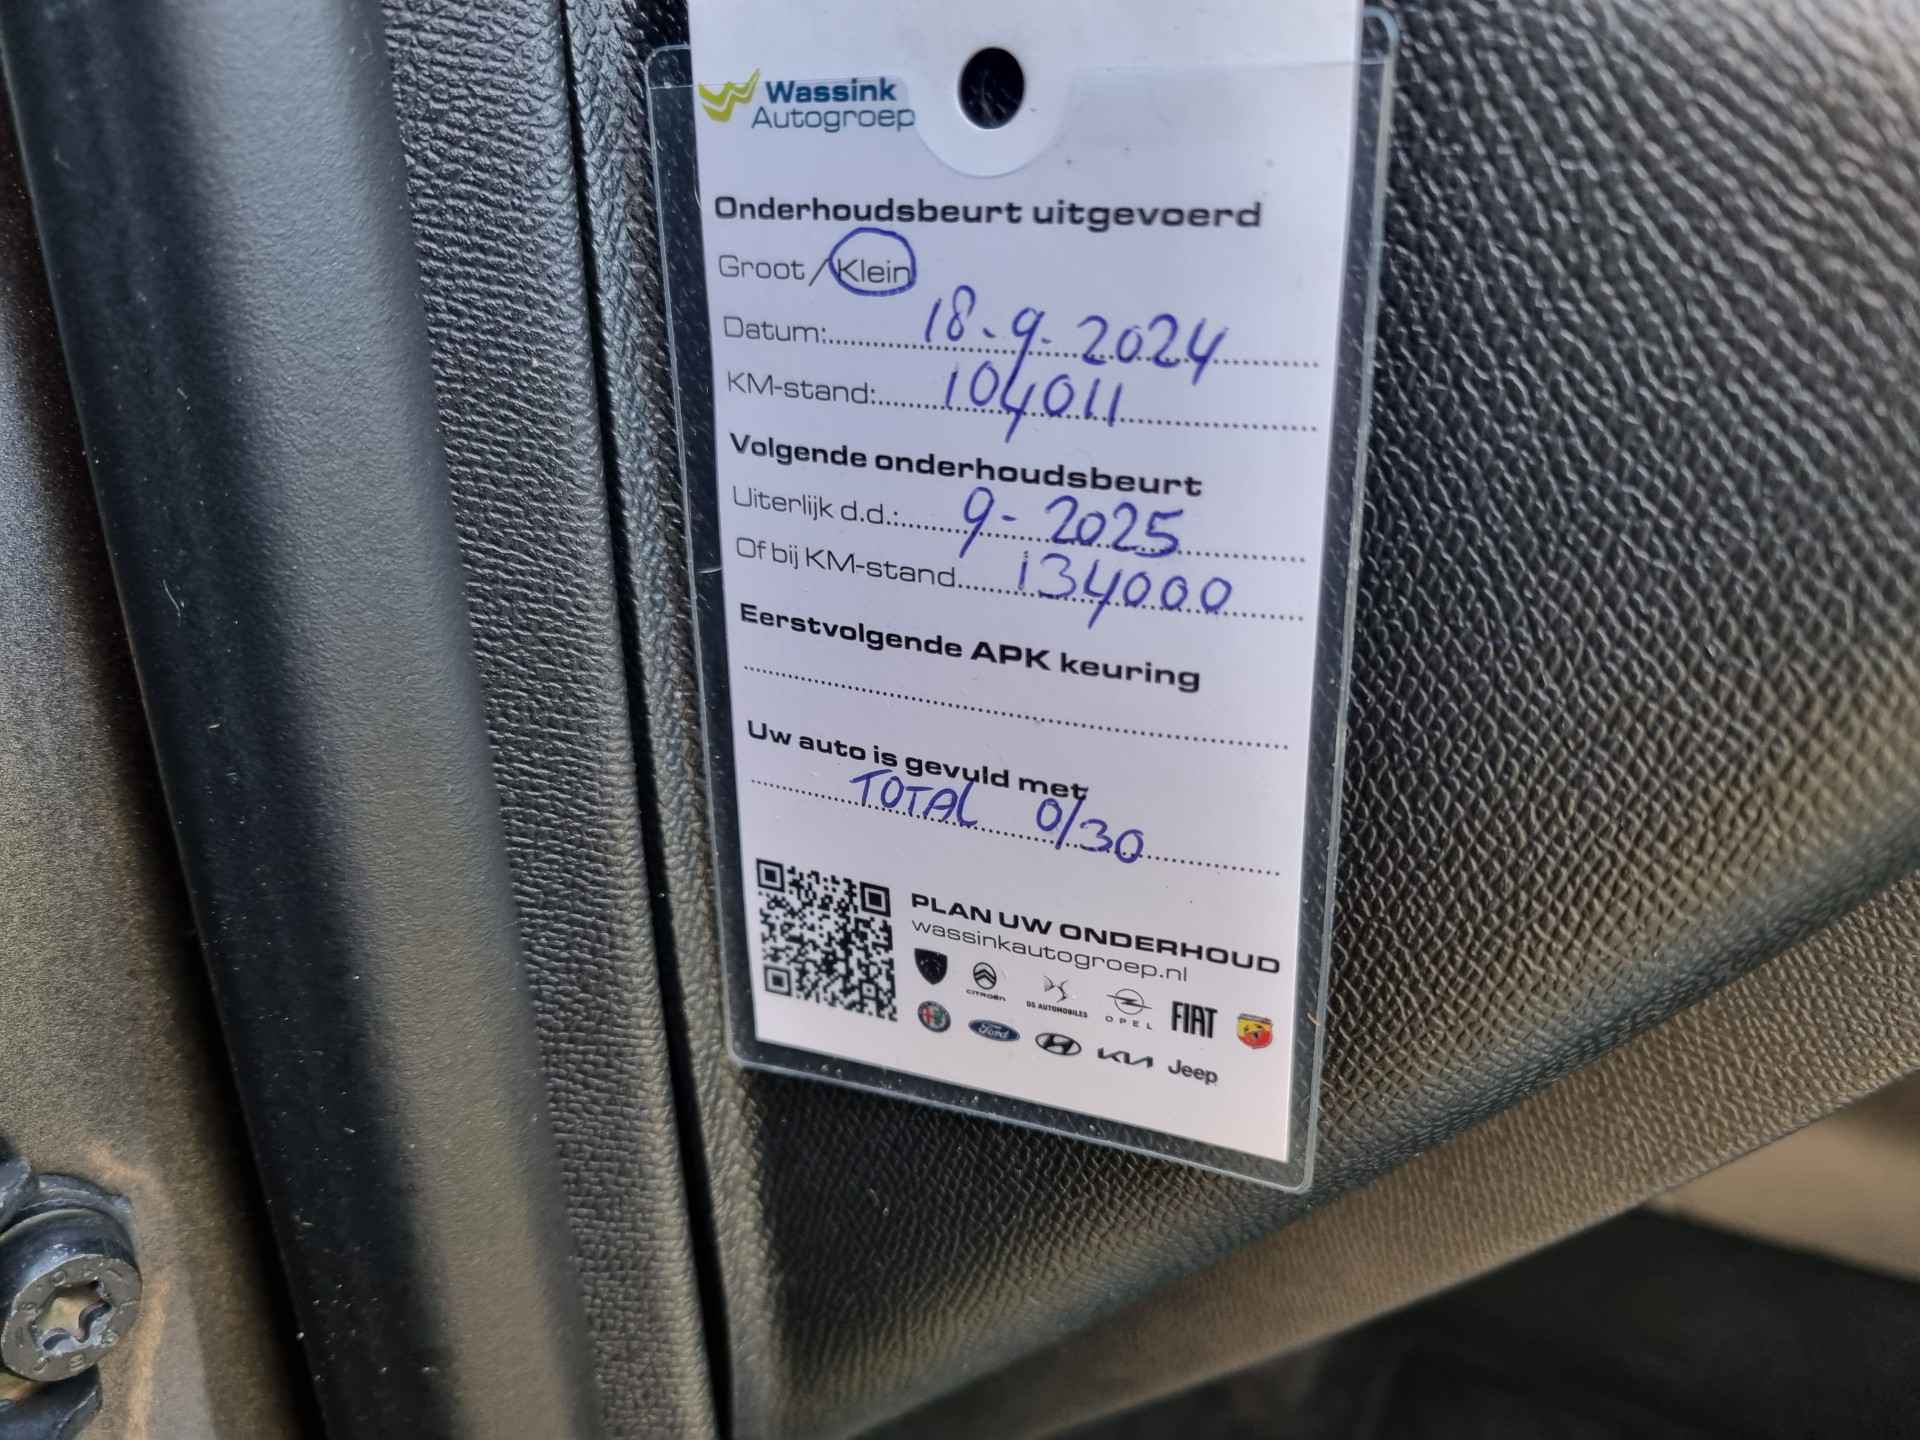 Wassink
Autogroep
Onderhoudsbeurt uitgevoerd
Groot/Klein
Datum: 18-9-2024
KM-stand: 104011
Volgende onderhoudsbeurt
Uiterlijk d.d.: 9-2025
Of bij KM-stand 134000
Eerstvolgende APK keuring
Uw auto is gevuld met
TOTAL 0/30
PLAN UW ONDERHOUD
wassinkautogroep.nl
CITROËN DS AUTOMOBILES OPEL FIAT
Ford KIA Jeep